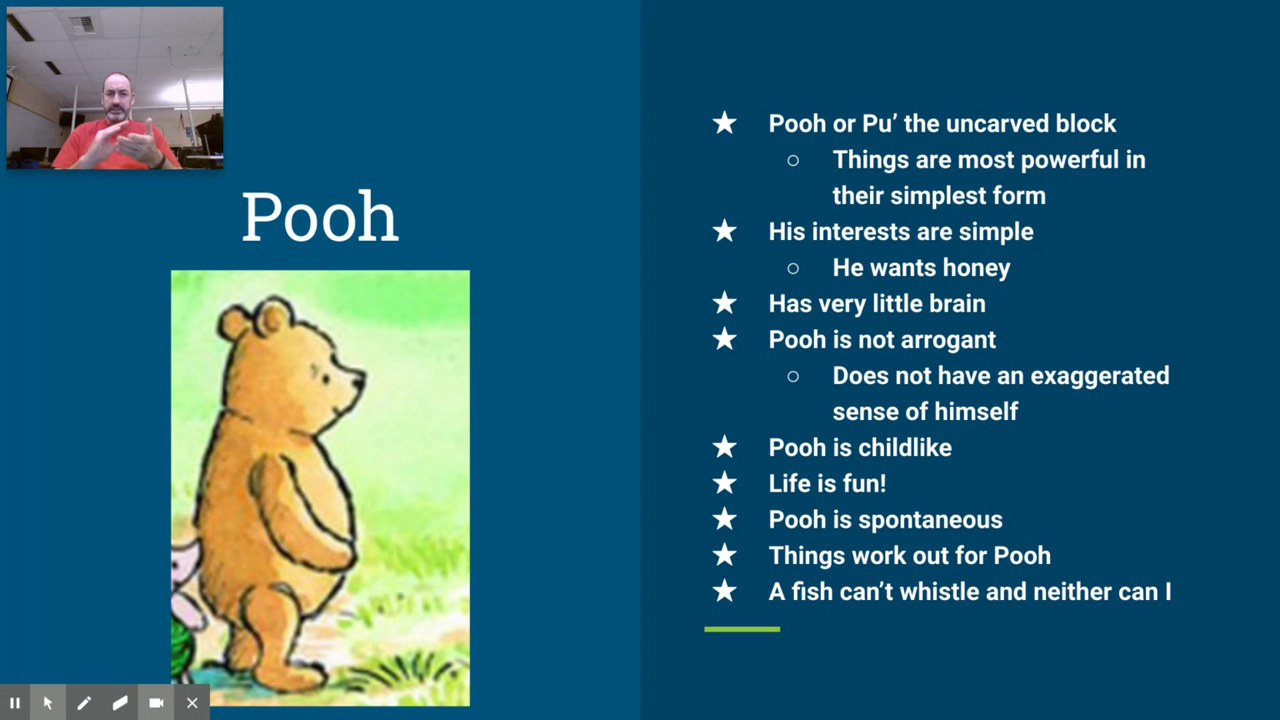 Pooh
★ Pooh or Pu’ the uncarved block
○ Things are most powerful in
their simplest form
★ His interests are simple
○ He wants honey
★ Has very little brain
★ Pooh is not arrogant
○ Does not have an exaggerated
sense of himself
★ Pooh is childlike
★ Life is fun!
★ Pooh is spontaneous
★ Things work out for Pooh
★ A fish can’t whistle and neither can I